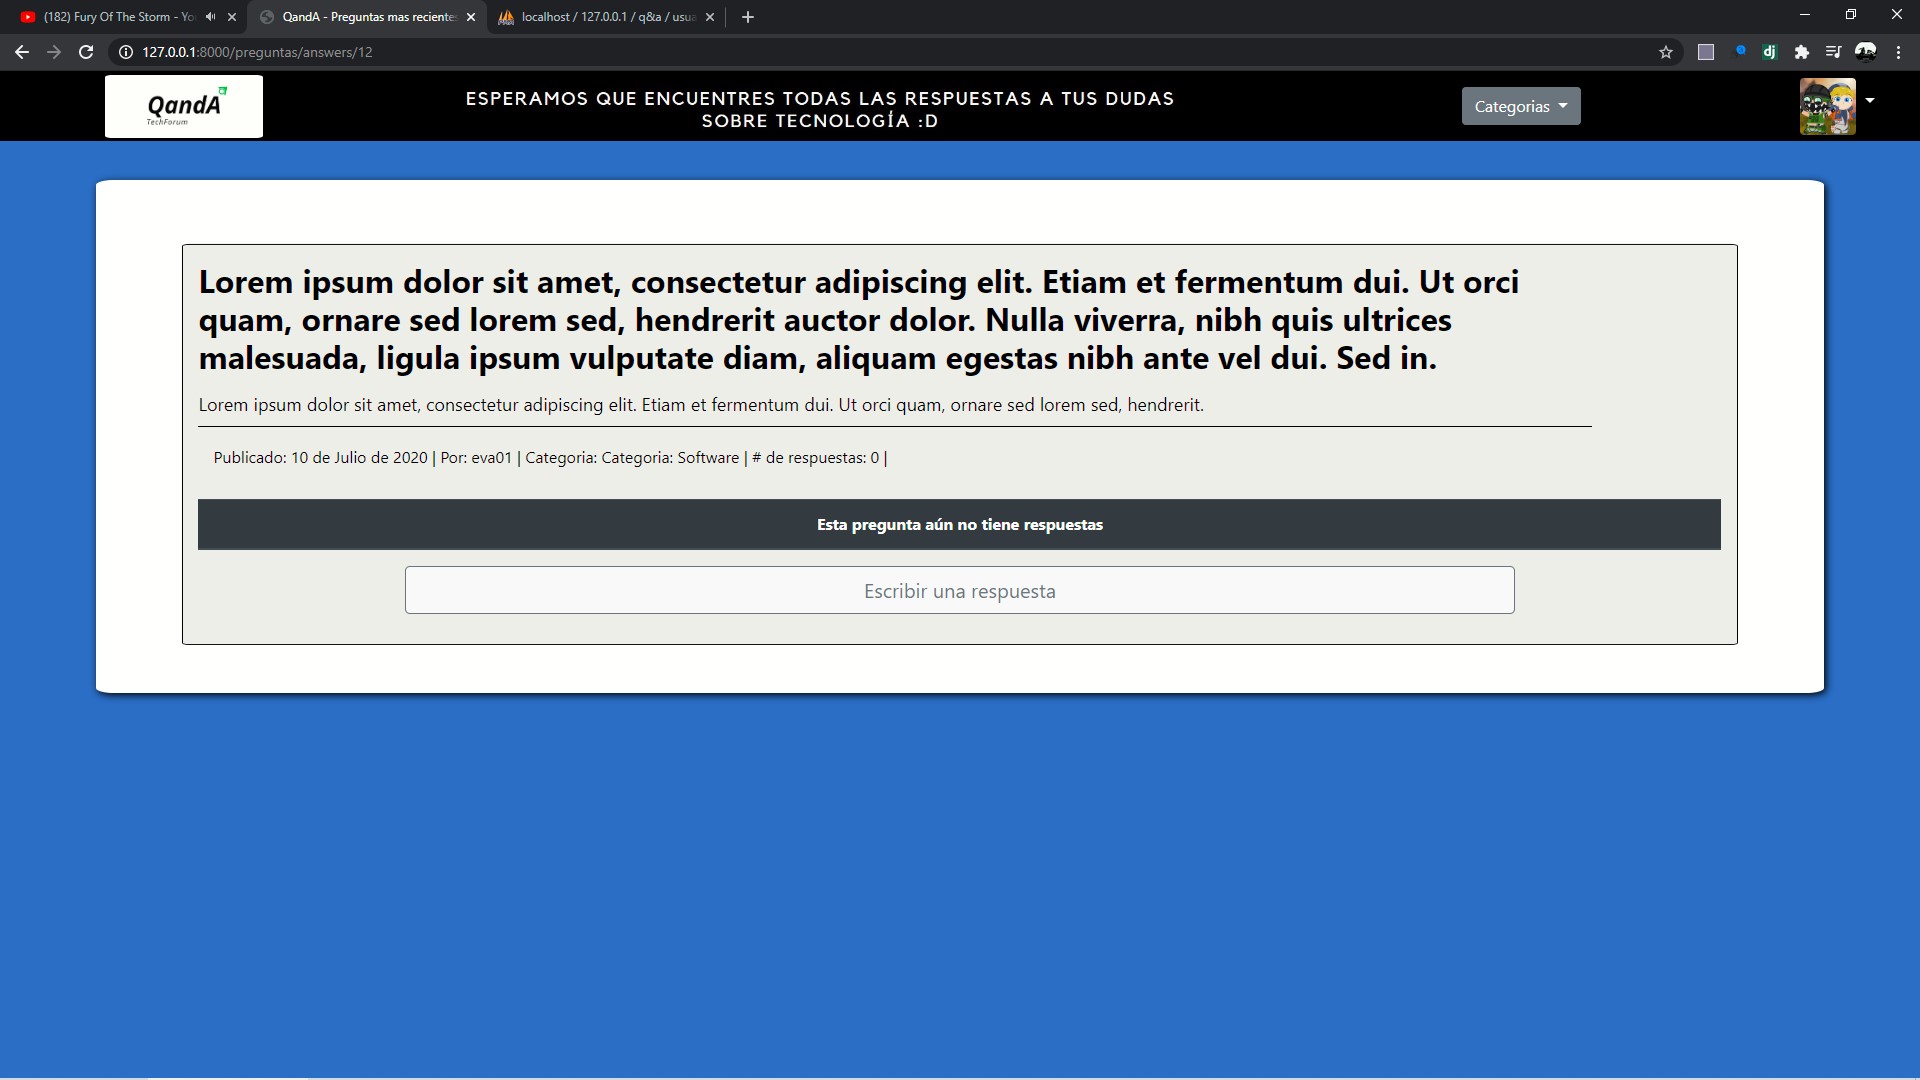 (182) Fury Of The Storm - Yo
QandA - Preguntas mas recientes
localhost / 127.0.0.1 / q&a / usua
127.0.0.1:8000/preguntas/answers/12
dj
QandA
TechForum
ESPERAMOS QUE ENCUENTRES TODAS LAS RESPUESTAS A TUS DUDAS
SOBRE TECNOLOGÍA :D
Categorias
Lorem ipsum dolor sit amet, consectetur adipiscing elit. Etiam et fermentum dui. Ut orci
quam, ornare sed lorem sed, hendrerit auctor dolor. Nulla viverra, nibh quis ultrices
malesuada, ligula ipsum vulputate diam, aliquam egestas nibh ante vel dui. Sed in.
Lorem ipsum dolor sit amet, consectetur adipiscing elit. Etiam et fermentum dui. Ut orci quam, ornare sed lorem sed, hendrerit.
Publicado: 10 de Julio de 2020 | Por: eva01 | Categoria: Categoria: Software | # de respuestas: 0 |
Esta pregunta aún no tiene respuestas
Escribir una respuesta